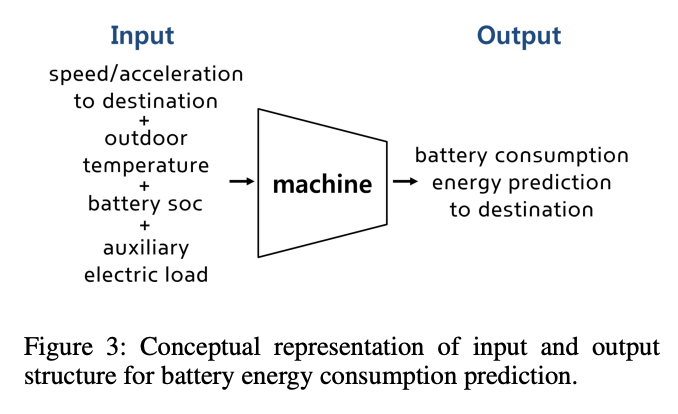 Input
Output
speed/acceleration
to destination
+
outdoor
temperature
+
battery soc
+
auxiliary
electric load
machine
battery consumption
energy prediction
to destination
Figure 3: Conceptual representation of input and output
structure for battery energy consumption prediction.